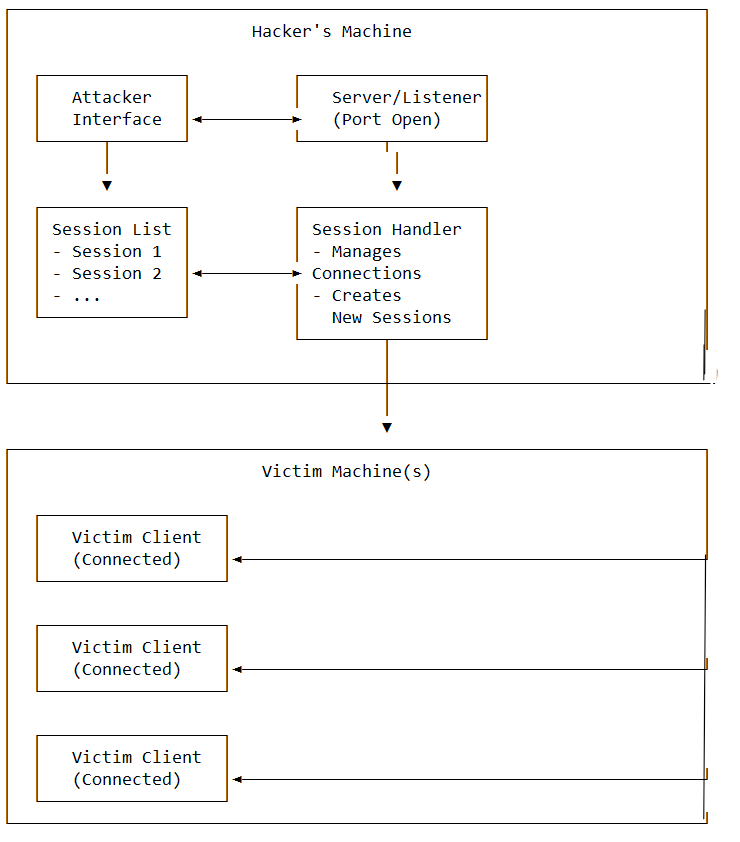 Hacker's Machine
Attacker
Interface
Server/Listener
(Port Open)
Session List
- Session 1
- Session 2
- ...
Session Handler
- Manages
Connections
- Creates
New Sessions
Victim Machine(s)
Victim Client
(Connected)
Victim Client
(Connected)
Victim Client
(Connected)